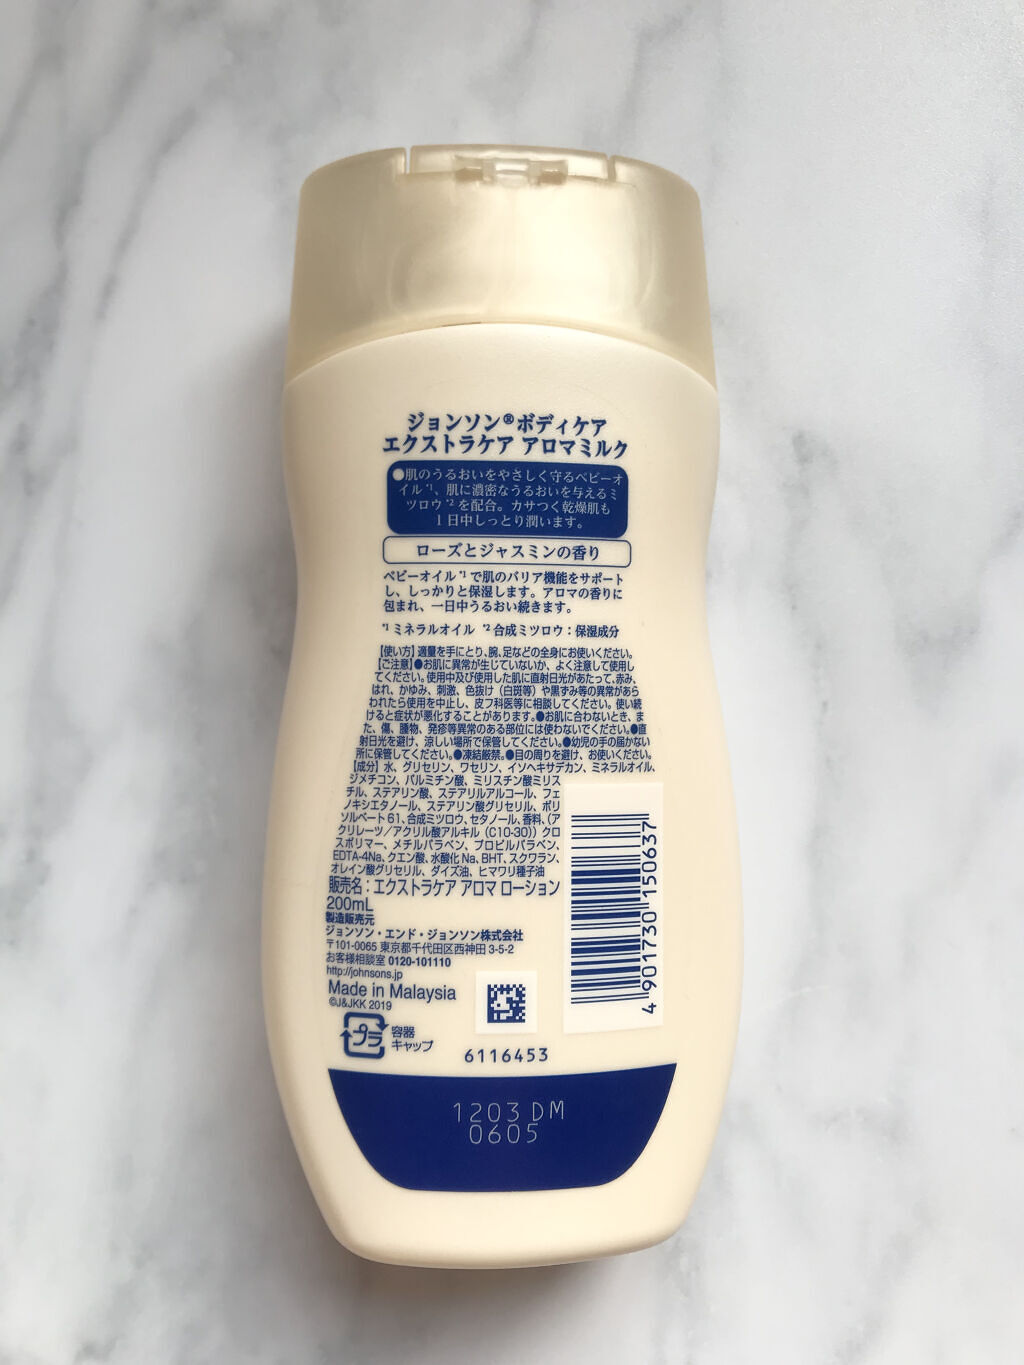 ジョンソン®ボディケア
エクストラケア アロマミルク
●肌のうるおいをやさしく守るベビーオ
イル*1、肌に濃密なうるおいを与えるミ
ツロウ*2を配合。カサつく乾燥肌も
1日中しっとり潤います。
ローズとジャスミンの香り
ベビーオイル*1で肌のバリア機能をサポート
し、しっかりと保湿します。アロマの香りに
包まれ、一日中うるおい続きます。
*1 ミネラルオイル *2 合成ミツロウ：保湿成分
【使い方】適量を手にとり、腕、足などの全身にお使いください。
【ご注意】●お肌に異常が生じていないか、よく注意して使用し
てください。使用中及び使用した肌に直射日光があたって、赤み、
はれ、かゆみ、刺激、色抜け（白斑等）や黒ずみ等の異常があら
われたら使用を中止し、皮フ科医等に相談してください。使い続
けると症状が悪化することがあります。●お肌に合わないとき、ま
た、傷、腫物、発疹等異常のある部位には使わないでください。●直
射日光を避け、涼しい場所で保管してください。●幼児の手の届かない
所に保管してください。●凍結厳禁。●目の周りを避け、お使いください。
【成分】水、グリセリン、ワセリン、イソヘキサデカン、ミネラルオイル、
ジメチコン、パルミチン酸、ミリスチン酸ミリス
チル、ステアリン酸、ステアリルアルコール、フェ
ノキシエタノール、ステアリン酸グリセリル、ポリ
ソルベート61、合成ミツロウ、セタノール、香料、（ア
クリレーツ／アクリル酸アルキル（C10-30））クロ
スポリマー、メチルパラベン、プロピルパラベン、
EDTA-4Na、クエン酸、水酸化Na、BHT、スクワラン、
オレイン酸グリセリル、ダイズ油、ヒマワリ種子油
販売名：エクストラケア アロマ ローション
200mL
製造販売元
ジョンソン・エンド・ジョンソン株式会社
〒101-0065 東京都千代田区西神田 3-5-2
お客様相談室 0120-101110
http://johnsons.jp
Made in Malaysia
©J&JKK 2019
プラ
容器
キャップ
4 901730 150637
6116453
1203 DM
0605